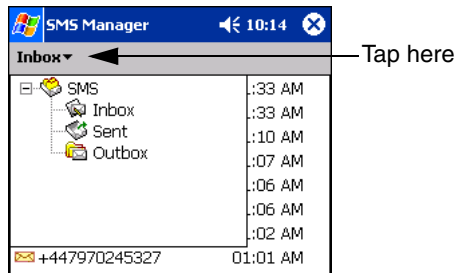 SMS Manager 10:14
Inbox Tap here
SMS :33 AM
Inbox :33 AM
Sent :10 AM
Outbox :07 AM
:06 AM
:06 AM
:02 AM
+447970245327 01:01 AM